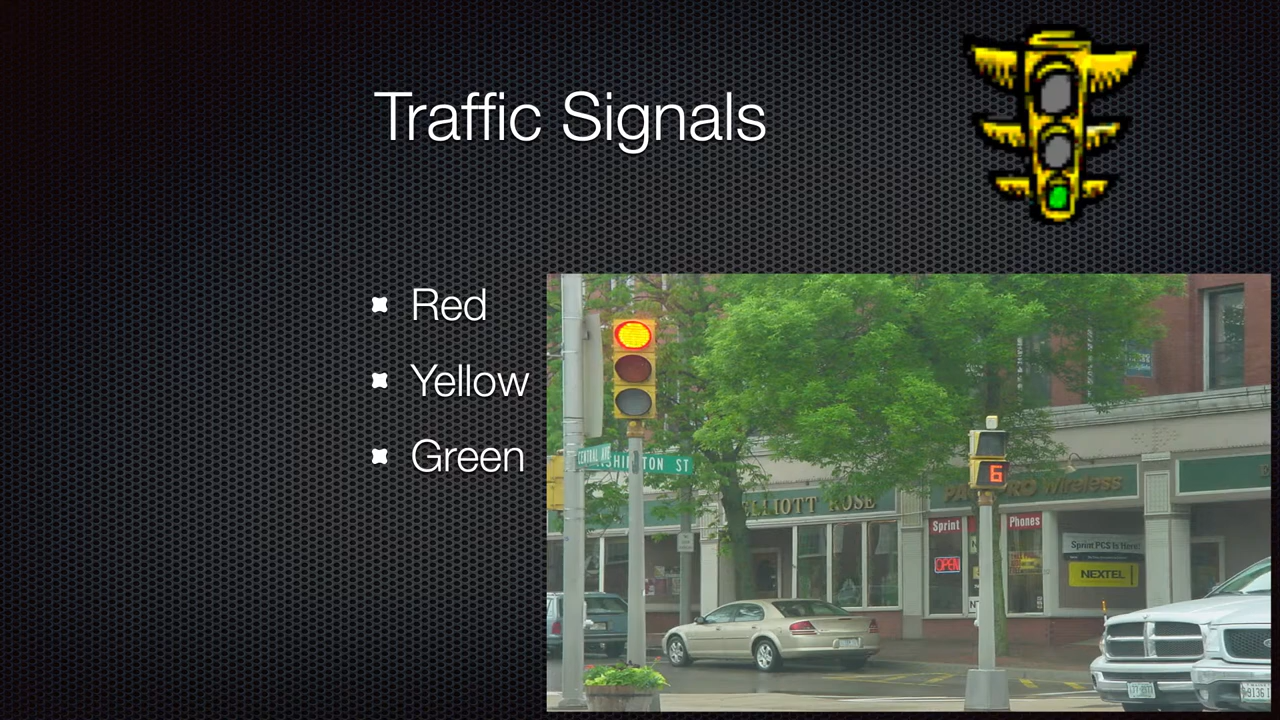 Traffic Signals
Red
Yellow
Green
CENTRAL AVE
WASHINGTON ST
6
ELLIOTT ROSE
Wireless
Sprint
Phones
OPEN
Sprint PCS is Here!
NEXTEL